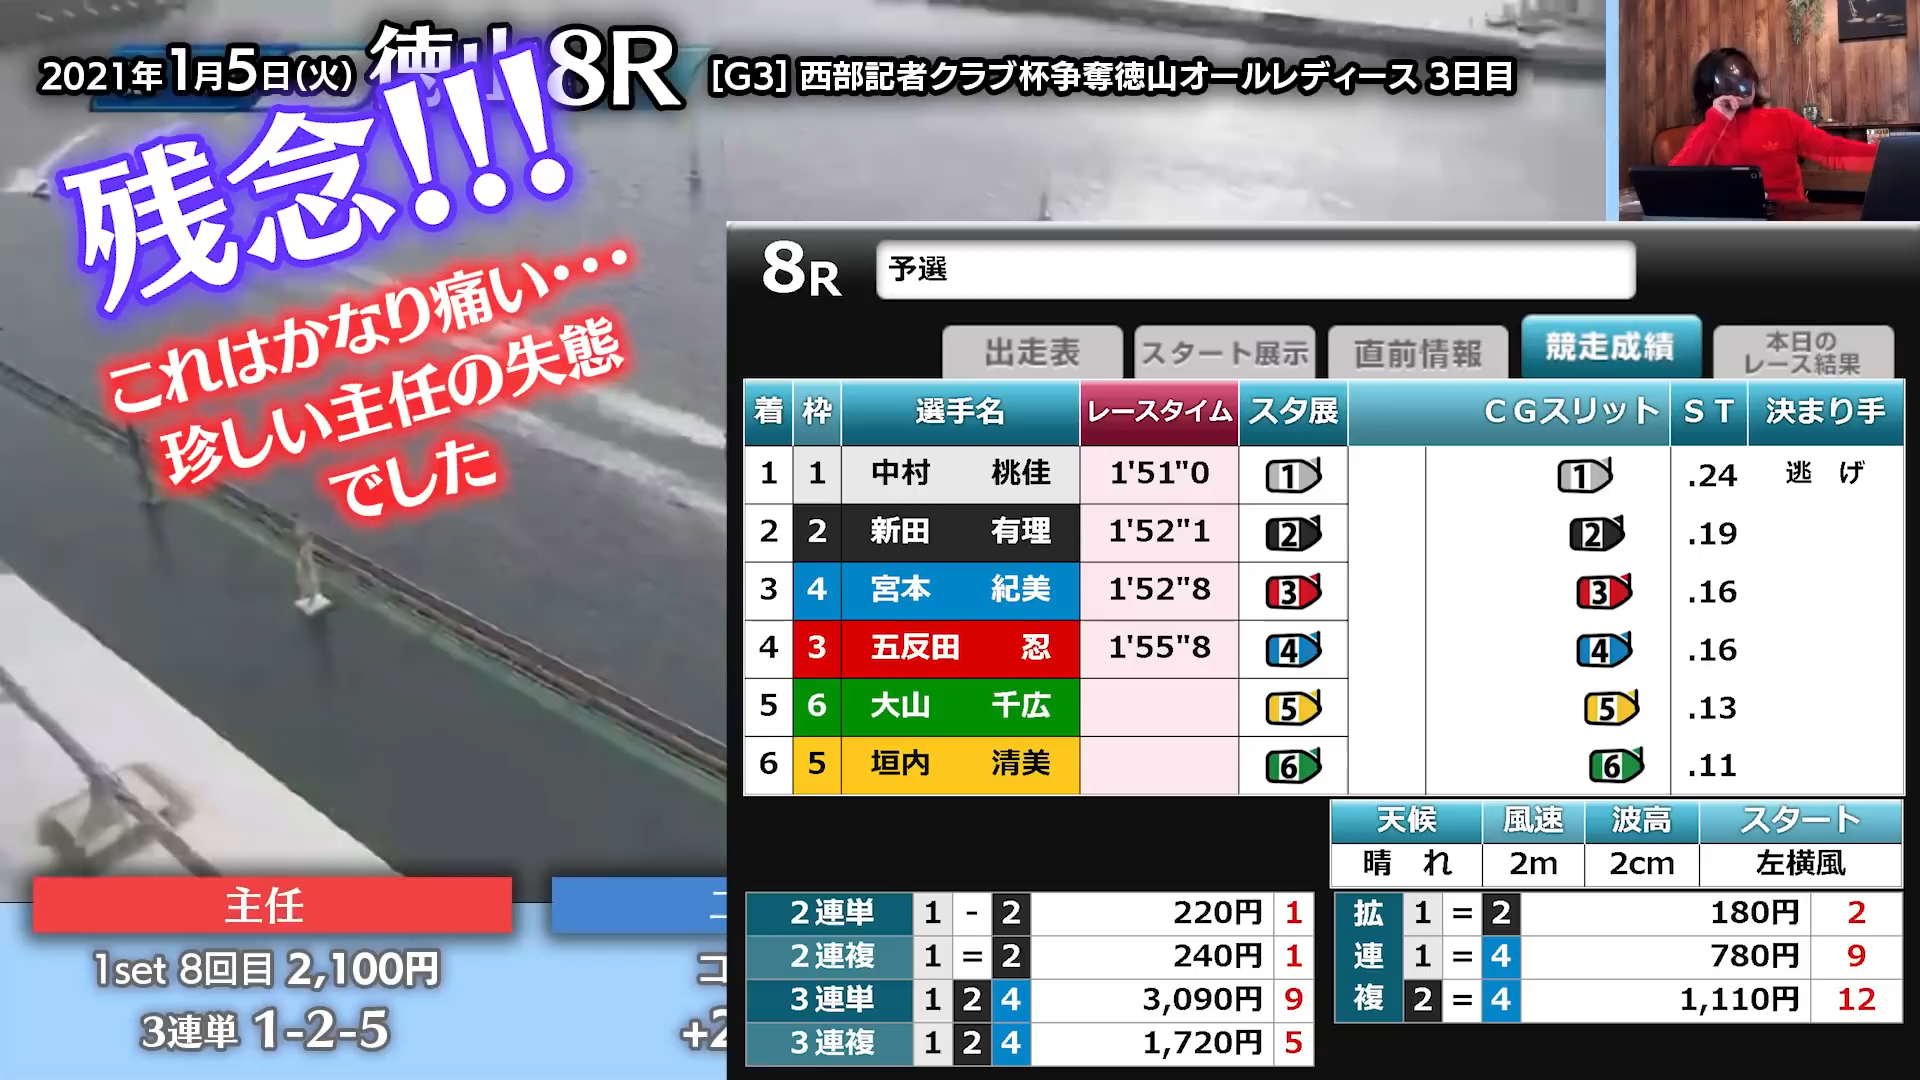 2021年1月5日(火) 徳山 8R [G3] 西部記者クラブ杯争奪徳山オールレディース 3日目
残念!!!
これはかなり痛い・・・
珍しい主任の失態
でした
8R 予選
出走表 スタート展示 直前情報 競走成績 本日のレース結果
着 枠 選手名 レースタイム スタ展 CGスリット ST 決まり手
1 1 中村 桃佳 1'51"0 1 1 .24 逃げ
2 2 新田 有理 1'52"1 2 2 .19
3 4 宮本 紀美 1'52"8 3 3 .16
4 3 五反田 忍 1'55"8 4 4 .16
5 6 大山 千広 5 5 .13
6 5 垣内 清美 6 6 .11
天候 風速 波高 スタート
晴れ 2m 2cm 左横風
2連単 1 - 2 220円 1
2連複 1 = 2 240円 1
3連単 1 2 4 3,090円 9
3連複 1 2 4 1,720円 5
拡連複
1 = 2 180円 2
1 = 4 780円 9
2 = 4 1,110円 12
主任
1set 8回目 2,100円
3連単 1-2-5
コ
+2